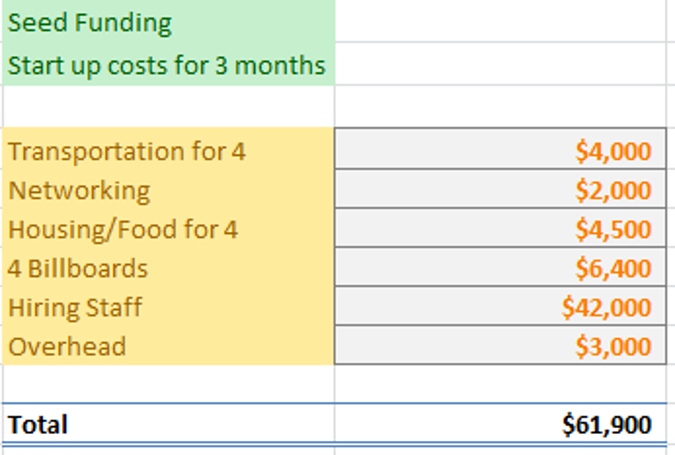 Seed Funding
Start up costs for 3 months
Transportation for 4 $4,000
Networking $2,000
Housing/Food for 4 $4,500
4 Billboards $6,400
Hiring Staff $42,000
Overhead $3,000
Total $61,900